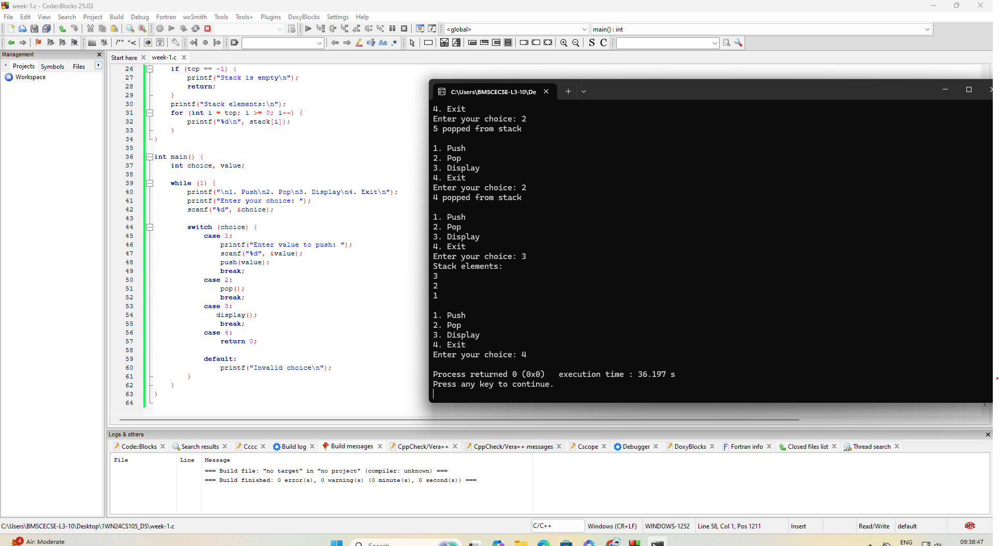 week-1.c - Code::Blocks 25.03
File Edit View Search Project Build Debug Fortran wxSmith Tools Tools+ Plugins DoxyBlocks Settings Help
<global>
main() : int
/** *<
Aa .*
S C
Management
Projects Symbols Files
Workspace
Start here week-1.c
26 if (top == -1) {
27 printf("Stack is empty\n");
28 return;
29 }
30 printf("Stack elements:\n");
31 for (int i = top; i >= 0; i--) {
32 printf("%d\n", stack[i]);
33 }
34 }
35
36 int main() {
37 int choice, value;
38
39 while (1) {
40 printf("\n1. Push\n2. Pop\n3. Display\n4. Exit\n");
41 printf("Enter your choice: ");
42 scanf("%d", &choice);
43
44 switch (choice) {
45 case 1:
46 printf("Enter value to push: ");
47 scanf("%d", &value);
48 push(value);
49 break;
50 case 2:
51 pop();
52 break;
53 case 3:
54 display();
55 break;
56 case 4:
57 return 0;
58
59 default:
60 printf("Invalid choice\n");
61 }
62 }
63 }
64
C:\Users\BMSCECSE-L3-10\De
4. Exit
Enter your choice: 2
5 popped from stack
1. Push
2. Pop
3. Display
4. Exit
Enter your choice: 2
4 popped from stack
1. Push
2. Pop
3. Display
4. Exit
Enter your choice: 3
Stack elements:
3
2
1
1. Push
2. Pop
3. Display
4. Exit
Enter your choice: 4
Process returned 0 (0x0) execution time : 36.197 s
Press any key to continue.
Logs & others
Code::Blocks Search results Cccc Build log Build messages CppCheck/Vera++ CppCheck/Vera++ messages Cscope Debugger DoxyBlocks Fortran info Closed files list Thread search
File Line Message
=== Build file: "no target" in "no project" (compiler: unknown) ===
=== Build finished: 0 error(s), 0 warning(s) (0 minute(s), 0 second(s)) ===
C:\Users\BMSCECSE-L3-10\Desktop\1WN24CS105_DS\week-1.c C/C++ Windows (CR+LF) WINDOWS-1252 Line 58, Col 1, Pos 1211 Insert Read/Write default abc
4 Air: Moderate
Search
ENG
09:38:47